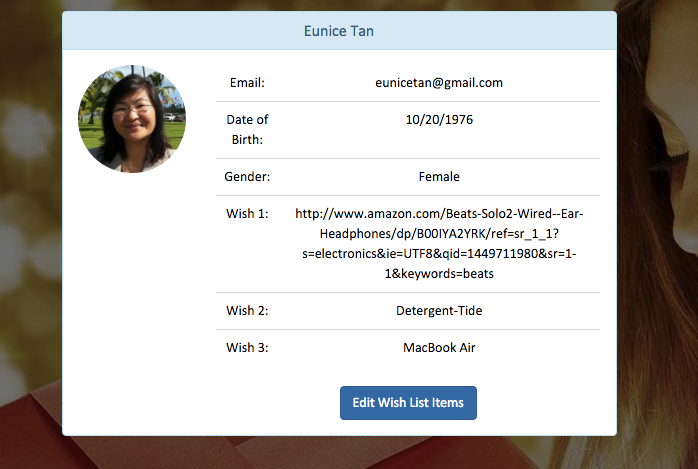 Eunice Tan
Email: eunicetan@gmail.com
Date of 10/20/1976
Birth:
Gender: Female
Wish 1: http://www.amazon.com/Beats-Solo2-Wired--Ear-
Headphones/dp/B00IYA2YRK/ref=sr_1_1?
s=electronics&ie=UTF8&qid=1449711980&sr=1-
1&keywords=beats
Wish 2: Detergent-Tide
Wish 3: MacBook Air
Edit Wish List Items